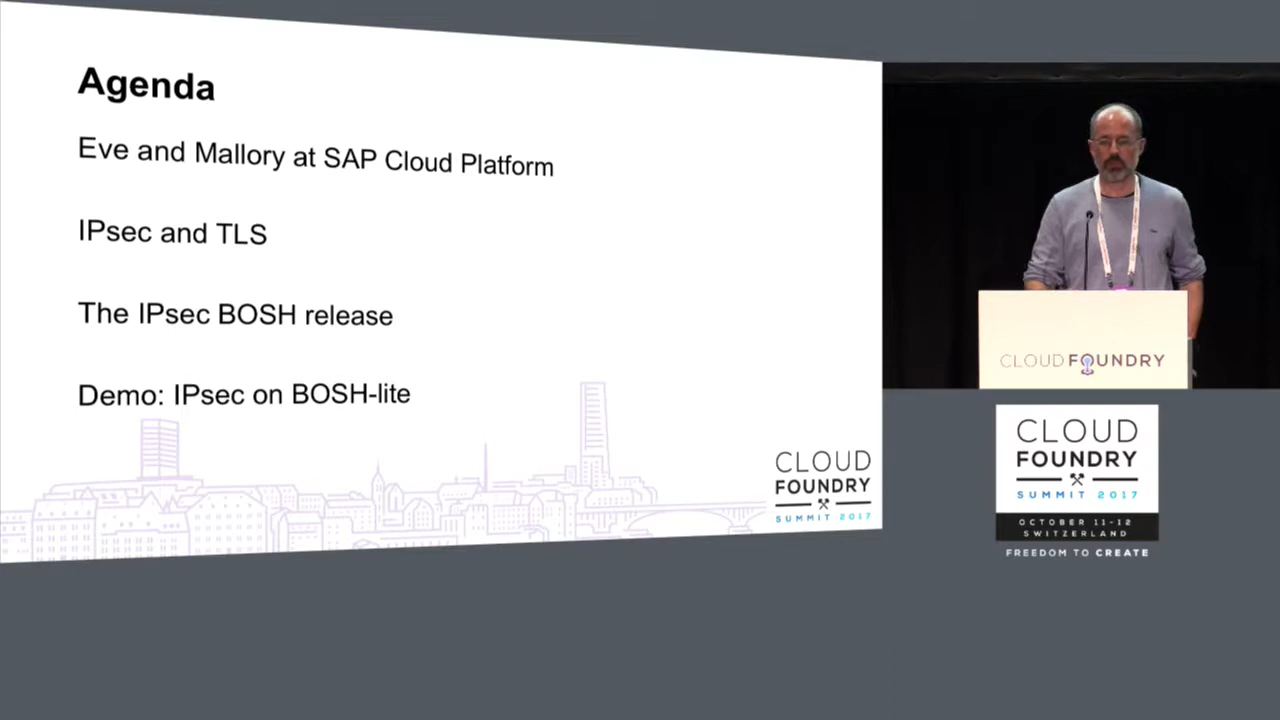 Agenda
Eve and Mallory at SAP Cloud Platform
IPsec and TLS
The IPsec BOSH release
Demo: IPsec on BOSH-lite
CLOUD
FOUNDRY
SUMMIT 2017
CLOUD FOUNDRY
CLOUD
FOUNDRY
SUMMIT 2017
OCTOBER 11-12
SWITZERLAND
FREEDOM TO CREATE